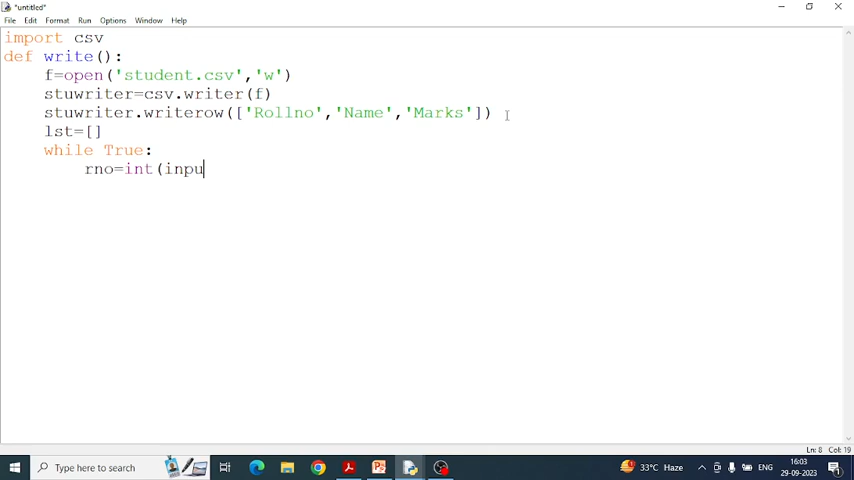 *untitled*
File Edit Format Run Options Window Help
import csv
def write():
    f=open('student.csv','w')
    stuwriter=csv.writer(f)
    stuwriter.writerow(['Rollno','Name','Marks'])
    lst=[]
    while True:
        rno=int(inpu
Ln: 8 Col: 19
Type here to search
33°C Haze
ENG
16:03
29-09-2023